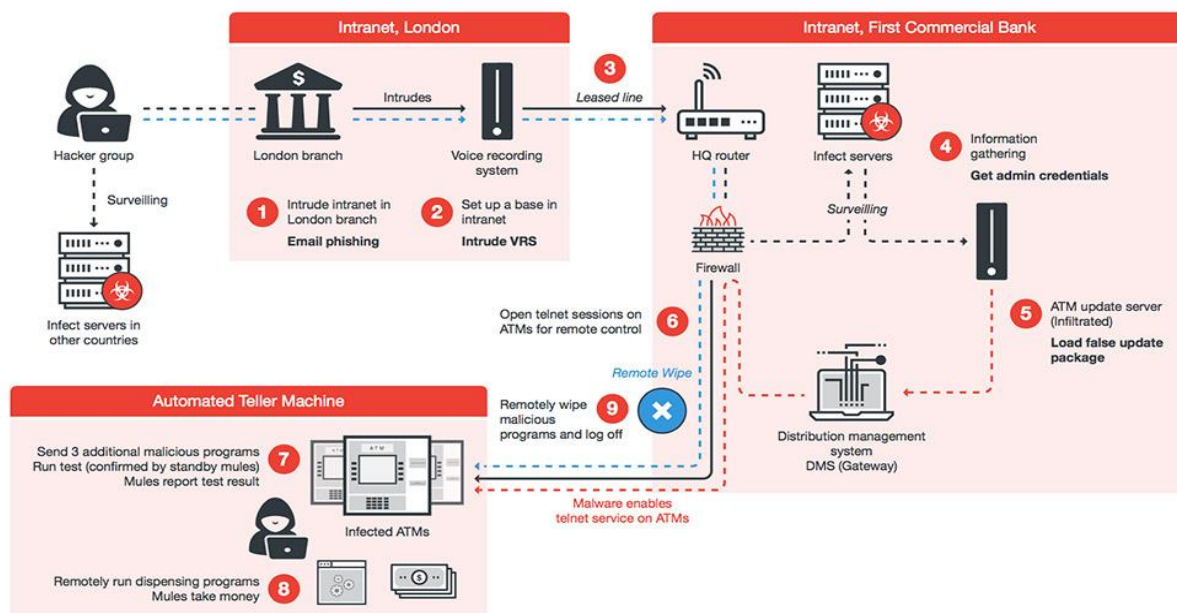 Intranet, London
Intranet, First Commercial Bank
$
3
Intrudes
Leased line
Hacker group
London branch
Voice recording
system
HQ router
Infect servers
4
Information
gathering
Get admin credentials
Surveilling
1
Intrude intranet in
London branch
Email phishing
2
Set up a base in
intranet
Intrude VRS
Surveilling
Firewall
Infect servers in
other countries
Open telnet sessions on
ATMs for remote control
6
5
ATM update server
(Infiltrated)
Load false update
package
Remote Wipe
Remotely wipe
malicious
programs and log off
9
Distribution management
system
DMS (Gateway)
Automated Teller Machine
Send 3 additional malicious programs
Run test (confirmed by standby mules)
Mules report test result
7
ATM
Infected ATMs
Malware enables
telnet service on ATMs
Remotely run dispensing programs
Mules take money
8
$